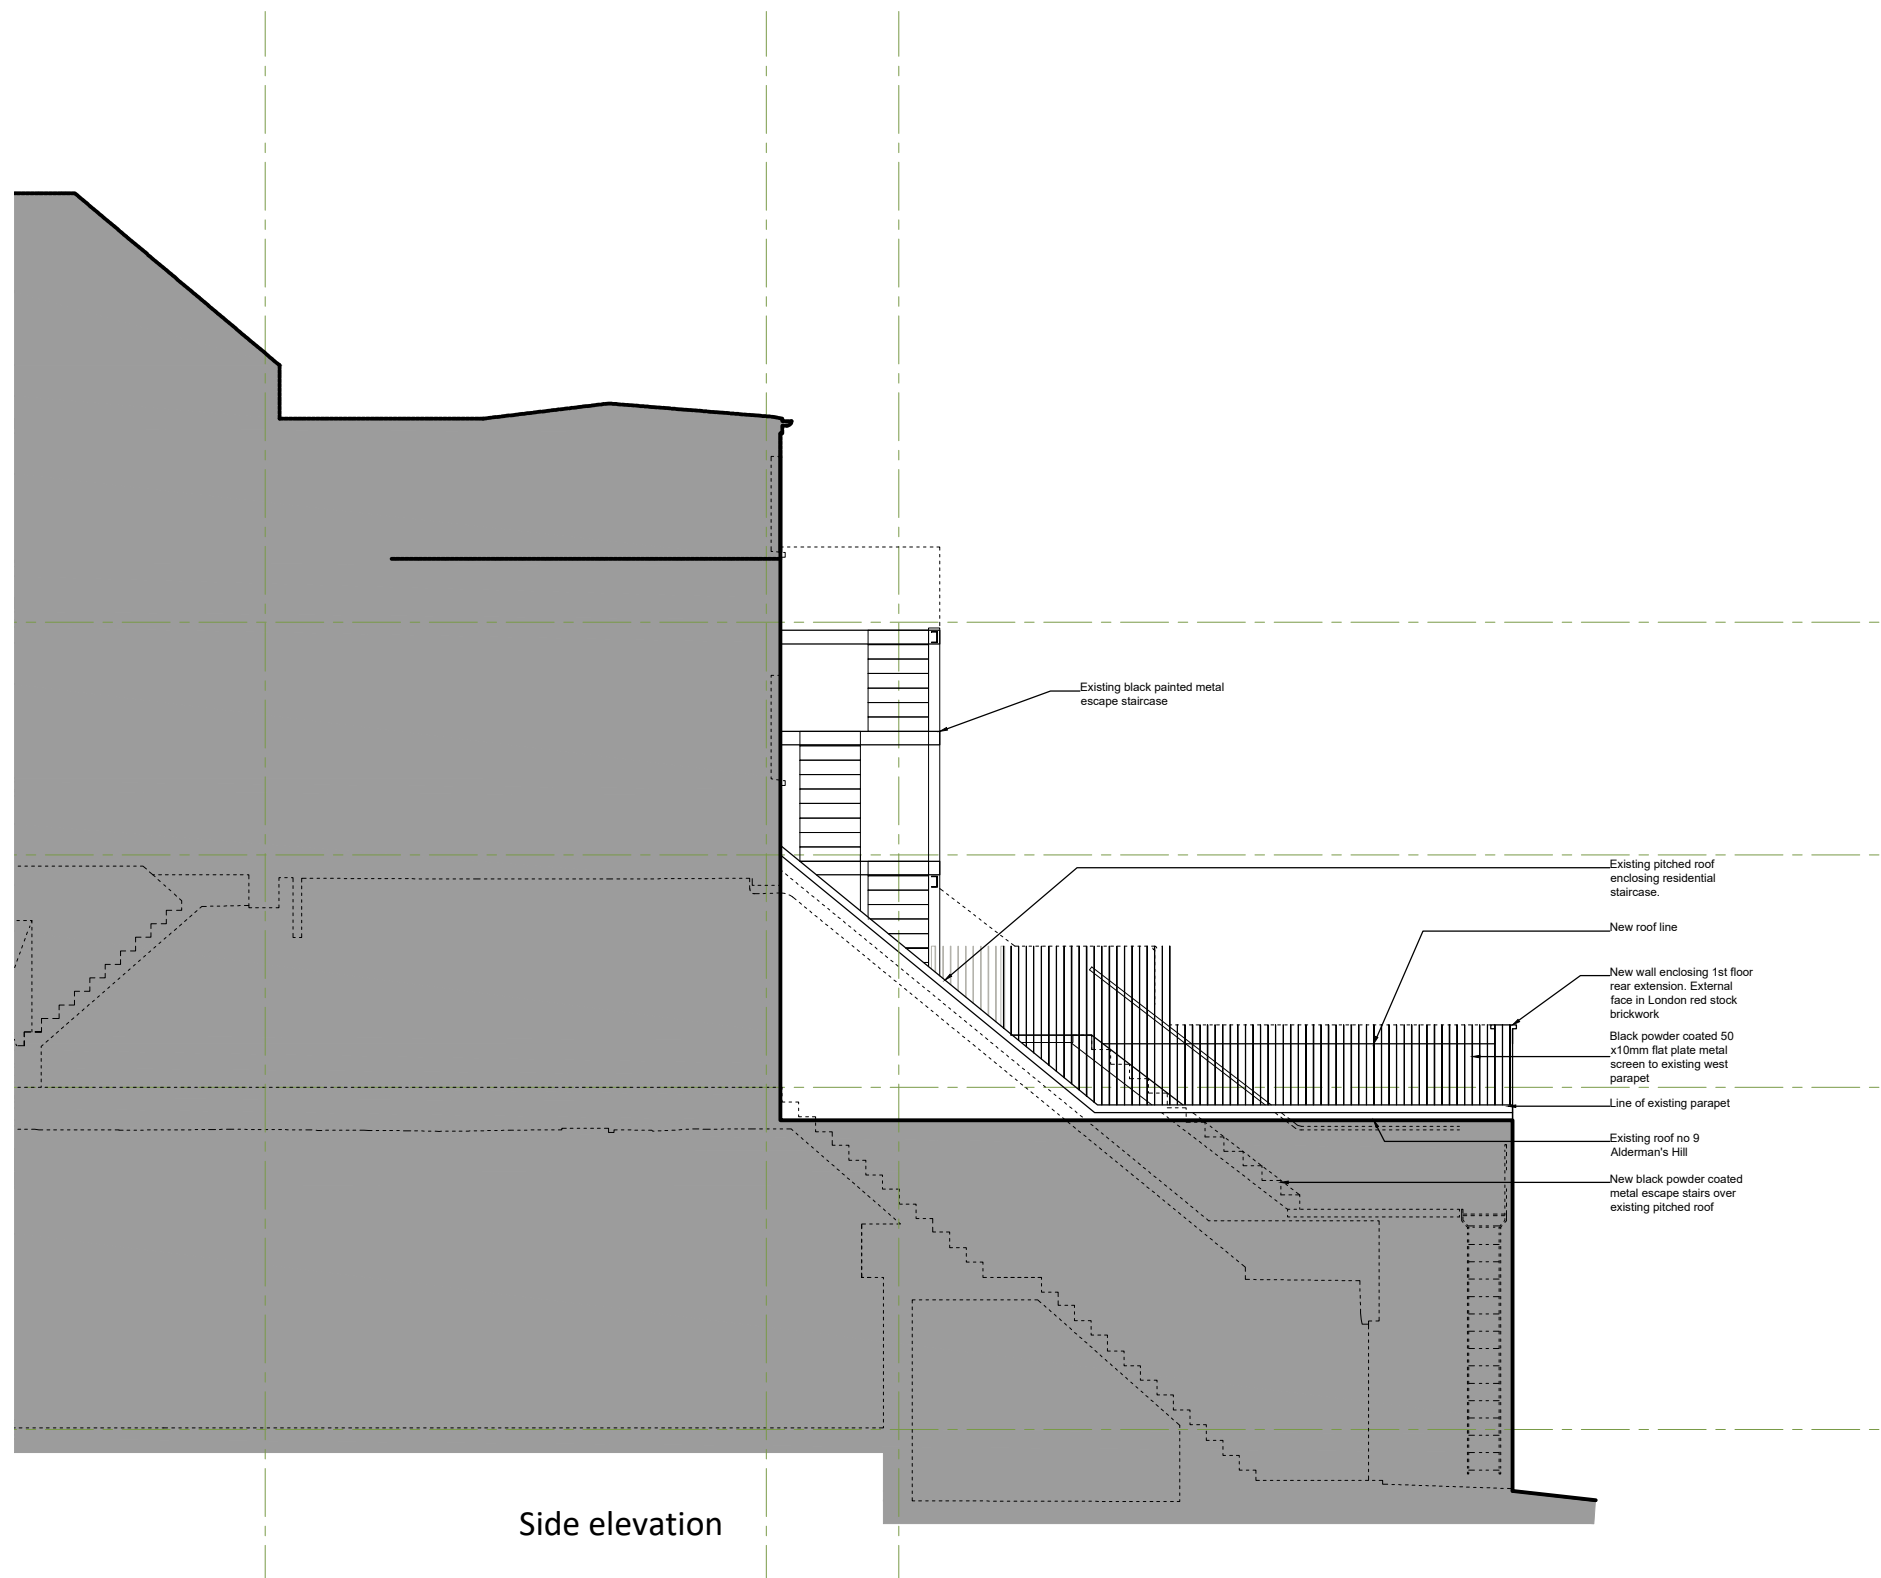 Existing black painted metal
escape staircase
Existing pitched roof
enclosing residential
staircase.
New roof line
New wall enclosing 1st floor
rear extension. External
face in London red stock
brickwork
Black powder coated 50
x10mm flat plate metal
screen to existing west
parapet
Line of existing parapet
Existing roof no 9
Alderman's Hill
New black powder coated
metal escape stairs over
existing pitched roof
Side elevation